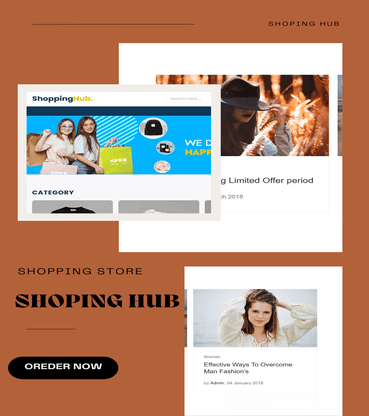 SHOPING HUB
ShoppingHub.
Search here
WE D
HAPP
CATEGORY
g Limited Offer period
ch 2018
SHOPPING STORE
SHOPING HUB
OREDER NOW
Women
Effective Ways To Overcome
Man Fashion's
by Admin, 04 January 2018